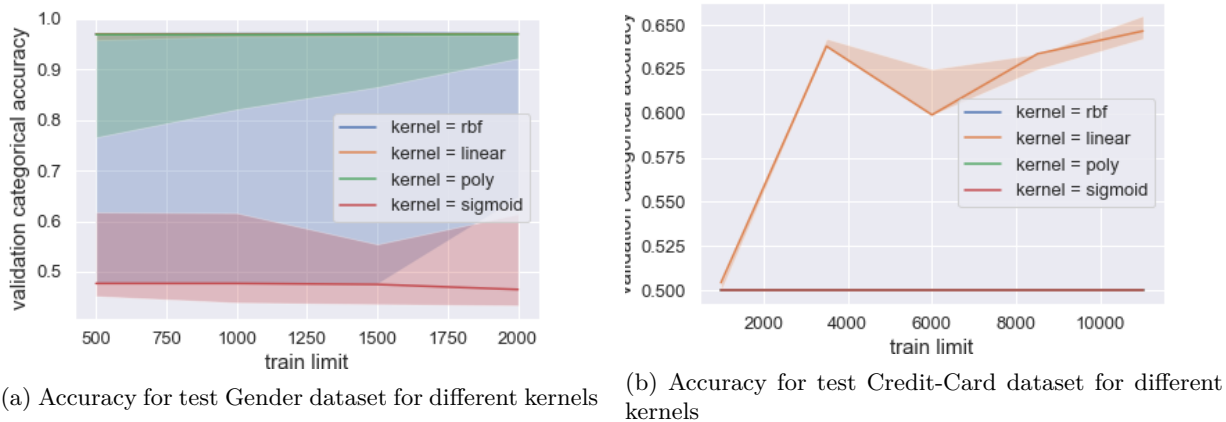 1.0
0.9
0.8
0.7
0.6
0.5
validation categorical accuracy
kernel = rbf
kernel = linear
kernel = poly
kernel = sigmoid
500 750 1000 1250 1500 1750 2000
train limit
(a) Accuracy for test Gender dataset for different kernels
0.650
0.625
0.600
0.575
0.550
0.525
0.500
validation categorical accuracy
kernel = rbf
kernel = linear
kernel = poly
kernel = sigmoid
2000 4000 6000 8000 10000
train limit
(b) Accuracy for test Credit-Card dataset for different
kernels